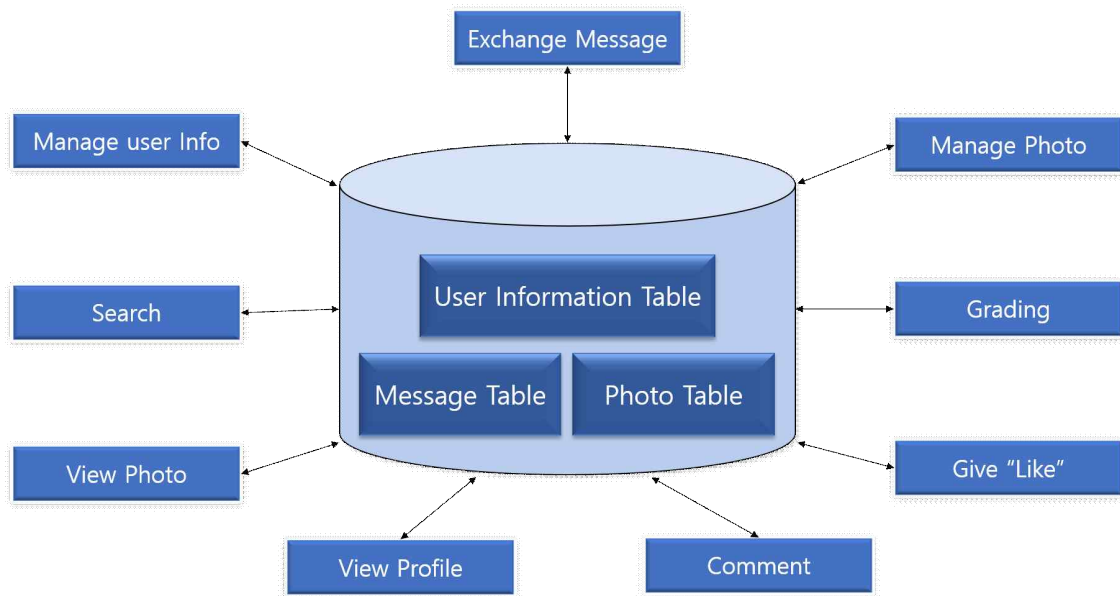 Exchange Message
Manage user Info
Manage Photo
User Information Table
Search
Grading
Message Table
Photo Table
View Photo
Give “Like”
View Profile
Comment